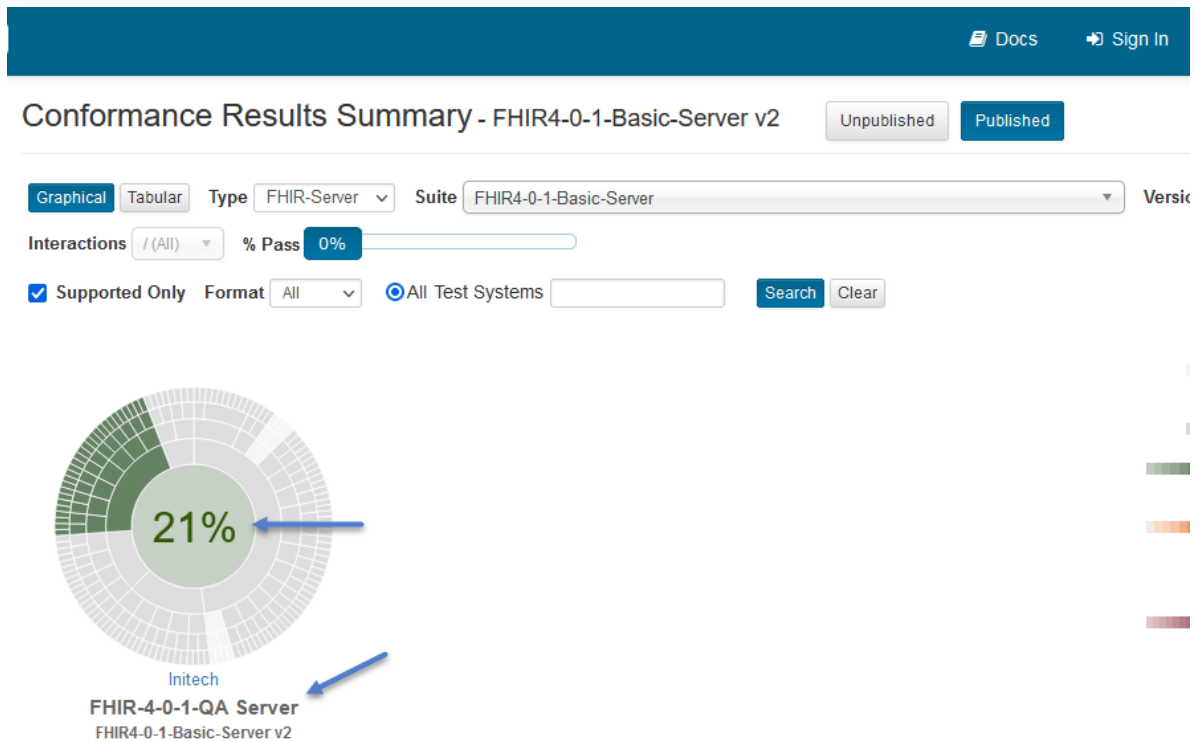 Docs Sign In
Conformance Results Summary - FHIR4-0-1-Basic-Server v2 Unpublished Published
Graphical Tabular Type FHIR-Server Suite FHIR4-0-1-Basic-Server Versio
Interactions / (All) % Pass 0%
Supported Only Format All All Test Systems Search Clear
21%
Initech
FHIR-4-0-1-QA Server
FHIR4-0-1-Basic-Server v2